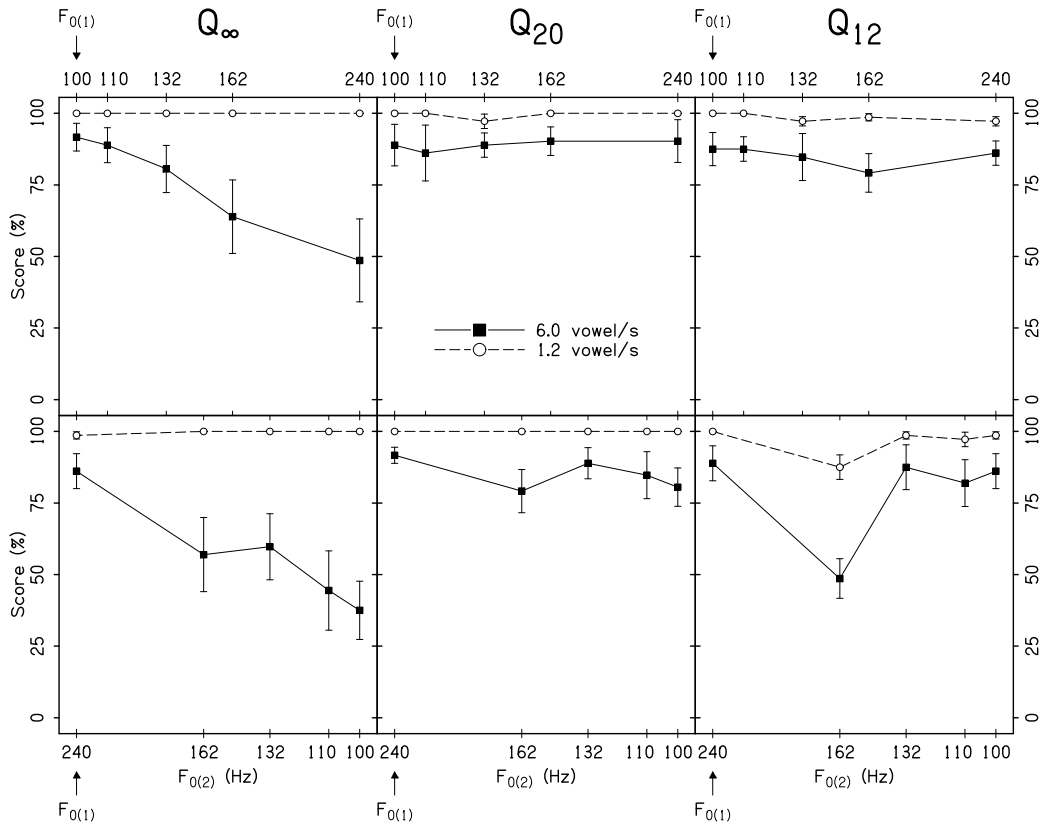 F0(1) Q∞ F0(1) Q20 F0(1) Q12
100 110 132 162 240 100 110 132 162 240 100 110 132 162 240
100 100
75 75
Score (%)
50 50
6.0 vowel/s
25 25
1.2 vowel/s
0 0
100 100
75 75
Score (%)
50 50
25 25
0 0
240 162 132 110 100 240 162 132 110 100 240 162 132 110 100
F0(2) (Hz) F0(2) (Hz) F0(2) (Hz)
F0(1) F0(1) F0(1)